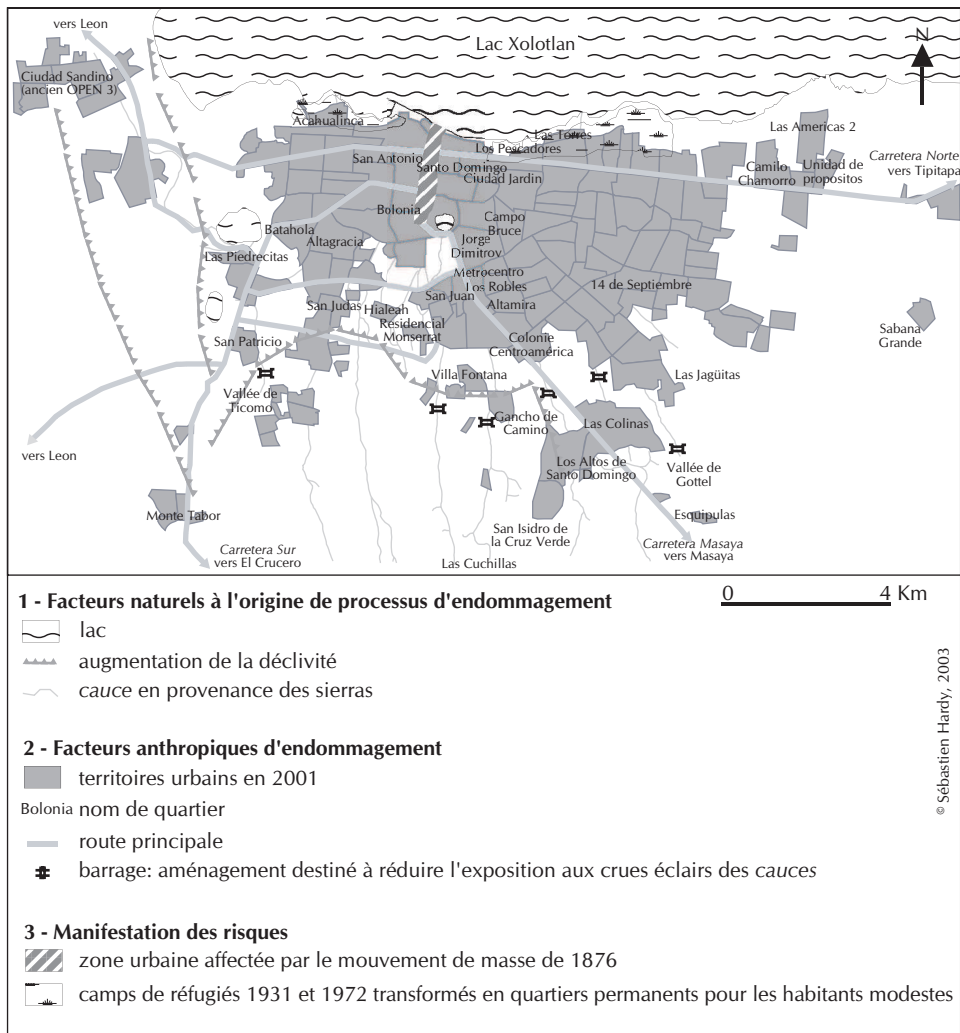 vers Leon
Lac Xolotlan
N
Ciudad Sandino
(ancien OPEN 3)
Acahualinca
Las Torres
Las Americas 2
Los Pescadores
San Antonio
Santo Domingo
Ciudad Jardin
Camilo
Chamorro
Unidad de
propositos
Carretera Norte
vers Tipitapa
Bolonia
Campo
Bruce
Batahola
Altagracia
Jorge
Dimitrov
Las Piedrecitas
Metrocentro
Los Robles
14 de Septiembre
San Juan
Altamira
San Judas
Hialeah
Residencial
Monserrat
Sabana
Grande
San Patricio
Colonie
Centroamérica
Villa Fontana
Las Jagüitas
Vallée de
Ticomo
Gancho de
Camino
Las Colinas
vers Leon
Los Altos de
Santo Domingo
Vallée de
Gottel
Monte Tabor
San Isidro de
la Cruz Verde
Esquipulas
Carretera Sur
vers El Crucero
Las Cuchillas
Carretera Masaya
vers Masaya
1 - Facteurs naturels à l'origine de processus d'endommagement
0 4 Km
lac
augmentation de la déclivité
cauce en provenance des sierras
2 - Facteurs anthropiques d'endommagement
territoires urbains en 2001
Bolonia nom de quartier
route principale
barrage: aménagement destiné à réduire l'exposition aux crues éclairs des cauces
3 - Manifestation des risques
zone urbaine affectée par le mouvement de masse de 1876
camps de réfugiés 1931 et 1972 transformés en quartiers permanents pour les habitants modestes
© Sébastien Hardy, 2003